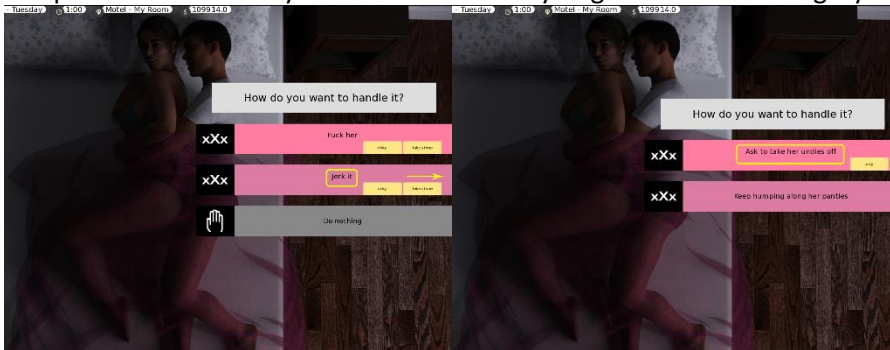 - Tuesday 1:00 Motel - My Room $ 109914.0
How do you want to handle it?
xXx Fuck her
xXx Jerk it
Do nothing
- Tuesday 1:00 Motel - My Room $ 109914.0
How do you want to handle it?
xXx Ask to take her undies off
xXx Keep humping along her panties